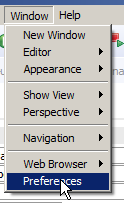 Window Help
New Window
Editor
Appearance
Show View
Perspective
Navigation
Web Browser
Preferences